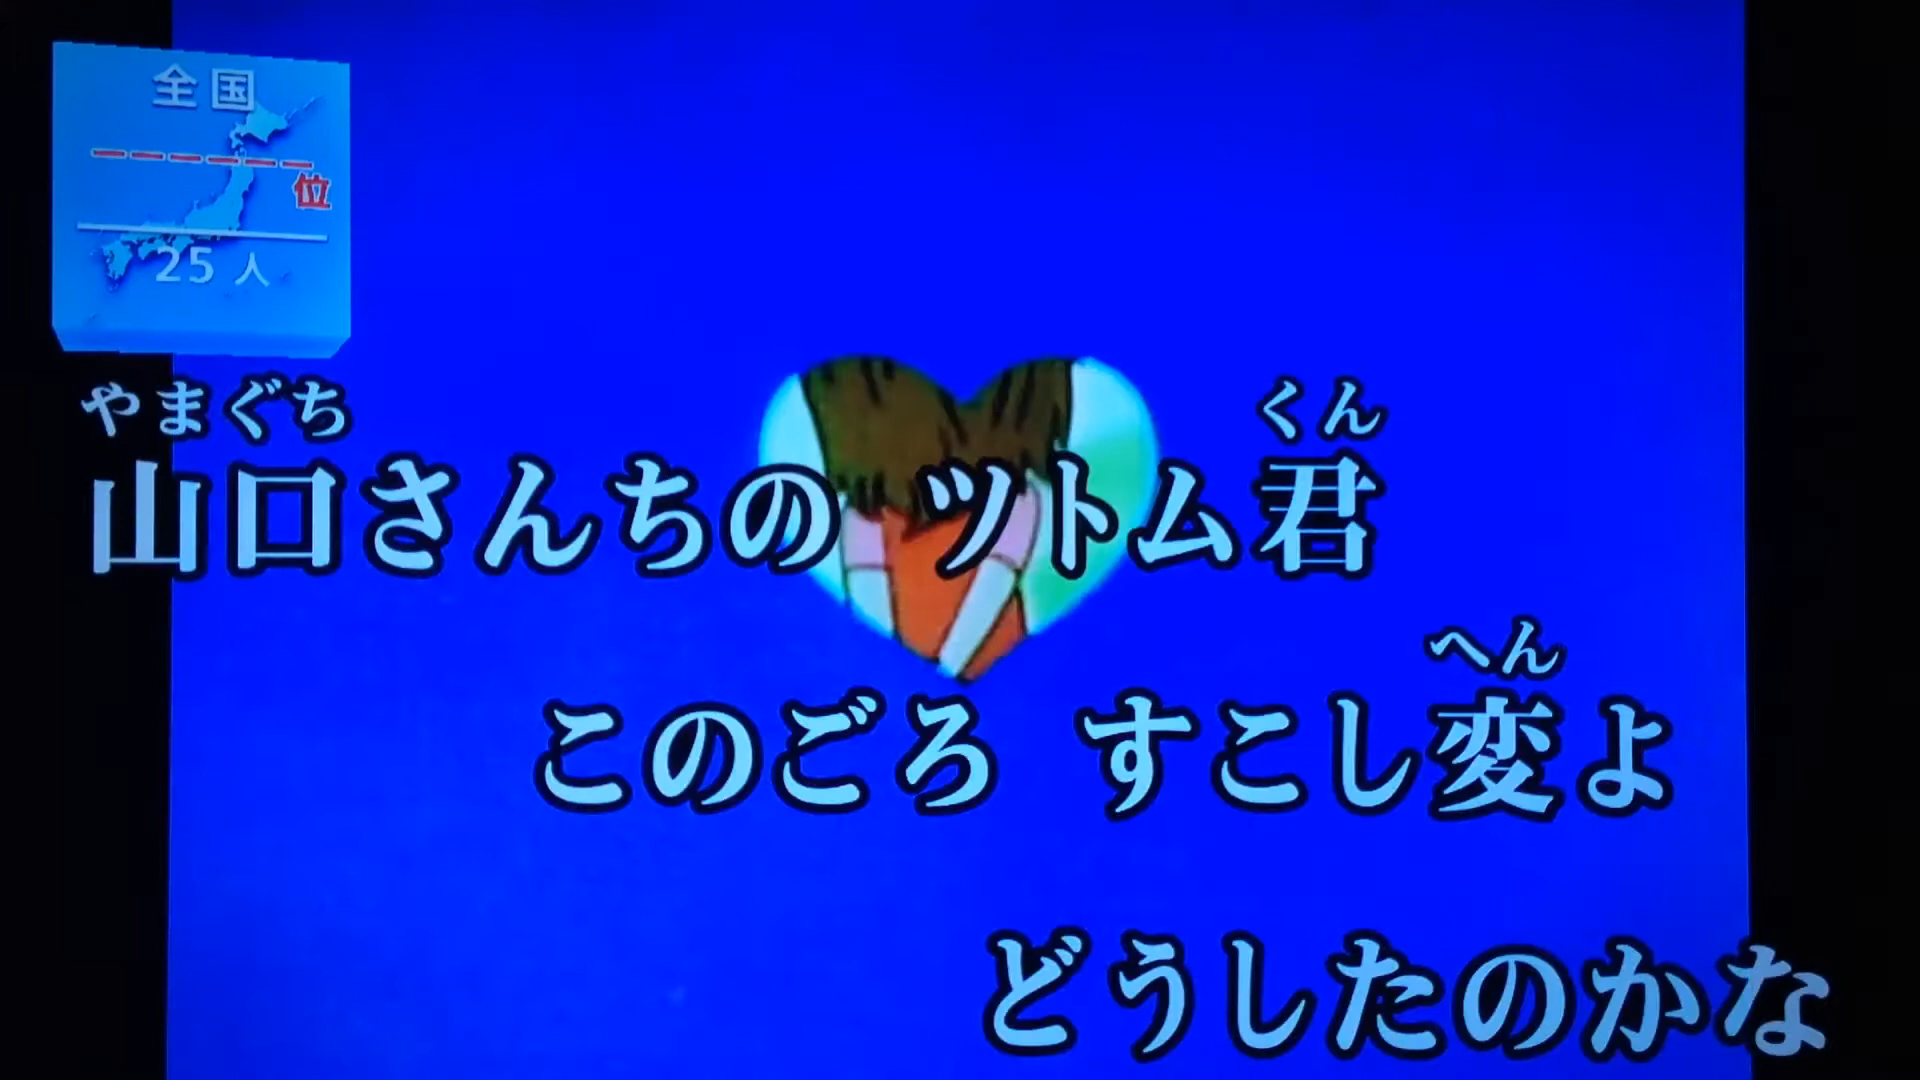 全国
位
25人
やまぐち くん
山口さんちの ツトム君
へん
このごろ すこし変よ
どうしたのかな